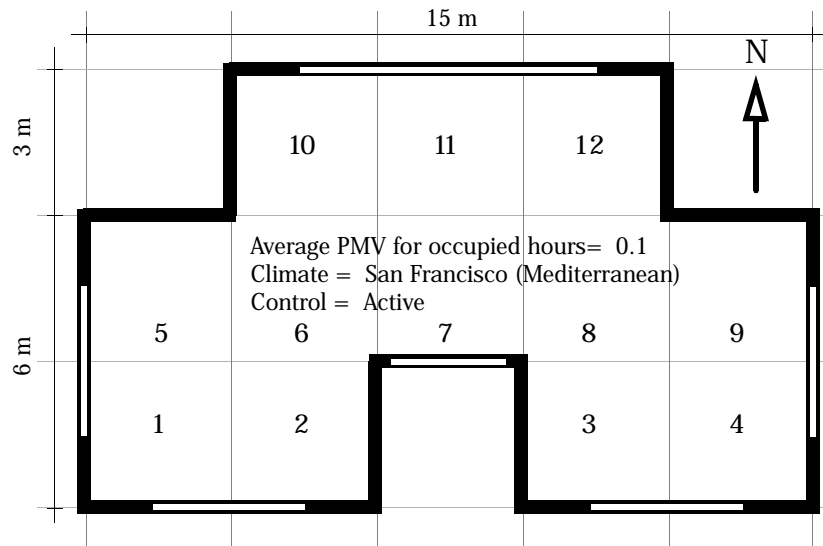 15 m
N
3 m
10 11 12
Average PMV for occupied hours= 0.1
Climate = San Francisco (Mediterranean)
Control = Active
5 6 7 8 9
6 m
1 2 3 4